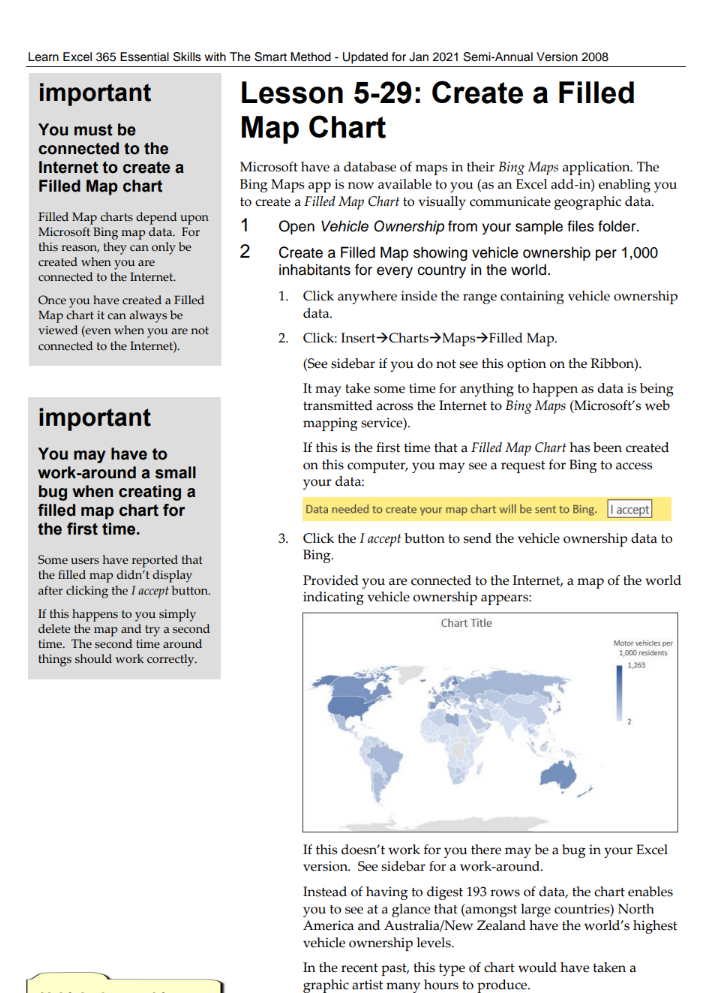 Learn Excel 365 Essential Skills with The Smart Method - Updated for Jan 2021 Semi-Annual Version 2008
important
You must be
connected to the
Internet to create a
Filled Map chart
Filled Map charts depend upon
Microsoft Bing map data. For
this reason, they can only be
created when you are
connected to the Internet.
Once you have created a Filled
Map chart it can always be
viewed (even when you are not
connected to the Internet).
important
You may have to
work-around a small
bug when creating a
filled map chart for
the first time.
Some users have reported that
the filled map didn't display
after clicking the I accept button.
If this happens to you simply
delete the map and try a second
time. The second time around
things should work correctly.
Lesson 5-29: Create a Filled
Map Chart
Microsoft have a database of maps in their Bing Maps application. The
Bing Maps app is now available to you (as an Excel add-in) enabling you
to create a Filled Map Chart to visually communicate geographic data.
1 Open Vehicle Ownership from your sample files folder.
2 Create a Filled Map showing vehicle ownership per 1,000
inhabitants for every country in the world.
1. Click anywhere inside the range containing vehicle ownership
data.
2. Click: Insert→Charts→Maps→Filled Map.
(See sidebar if you do not see this option on the Ribbon).
It may take some time for anything to happen as data is being
transmitted across the Internet to Bing Maps (Microsoft's web
mapping service).
If this is the first time that a Filled Map Chart has been created
on this computer, you may see a request for Bing to access
your data:
Data needed to create your map chart will be sent to Bing. I accept
3. Click the I accept button to send the vehicle ownership data to
Bing.
Provided you are connected to the Internet, a map of the world
indicating vehicle ownership appears:
Chart Title
Motor vehicles per
1,000 residents
1,263
2
If this doesn't work for you there may be a bug in your Excel
version. See sidebar for a work-around.
Instead of having to digest 193 rows of data, the chart enables
you to see at a glance that (amongst large countries) North
America and Australia/New Zealand have the world's highest
vehicle ownership levels.
In the recent past, this type of chart would have taken a
graphic artist many hours to produce.